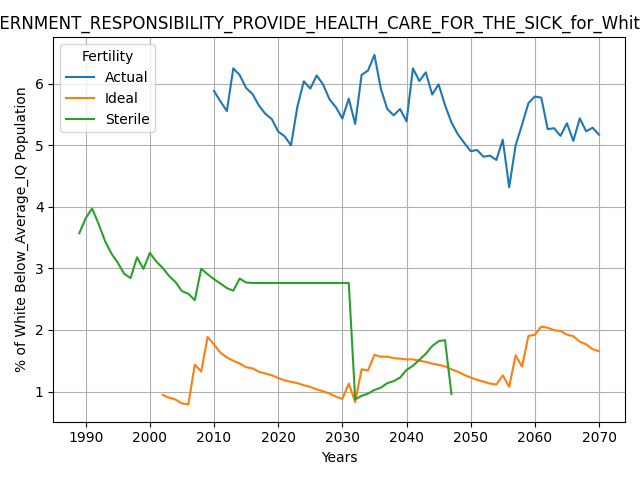 ERNMENT_RESPONSIBILITY_PROVIDE_HEALTH_CARE_FOR_THE_SICK_for_Whit
Fertility
Actual
Ideal
Sterile
% of White Below_Average_IQ Population
6
5
4
3
2
1
1990 2000 2010 2020 2030 2040 2050 2060 2070
Years